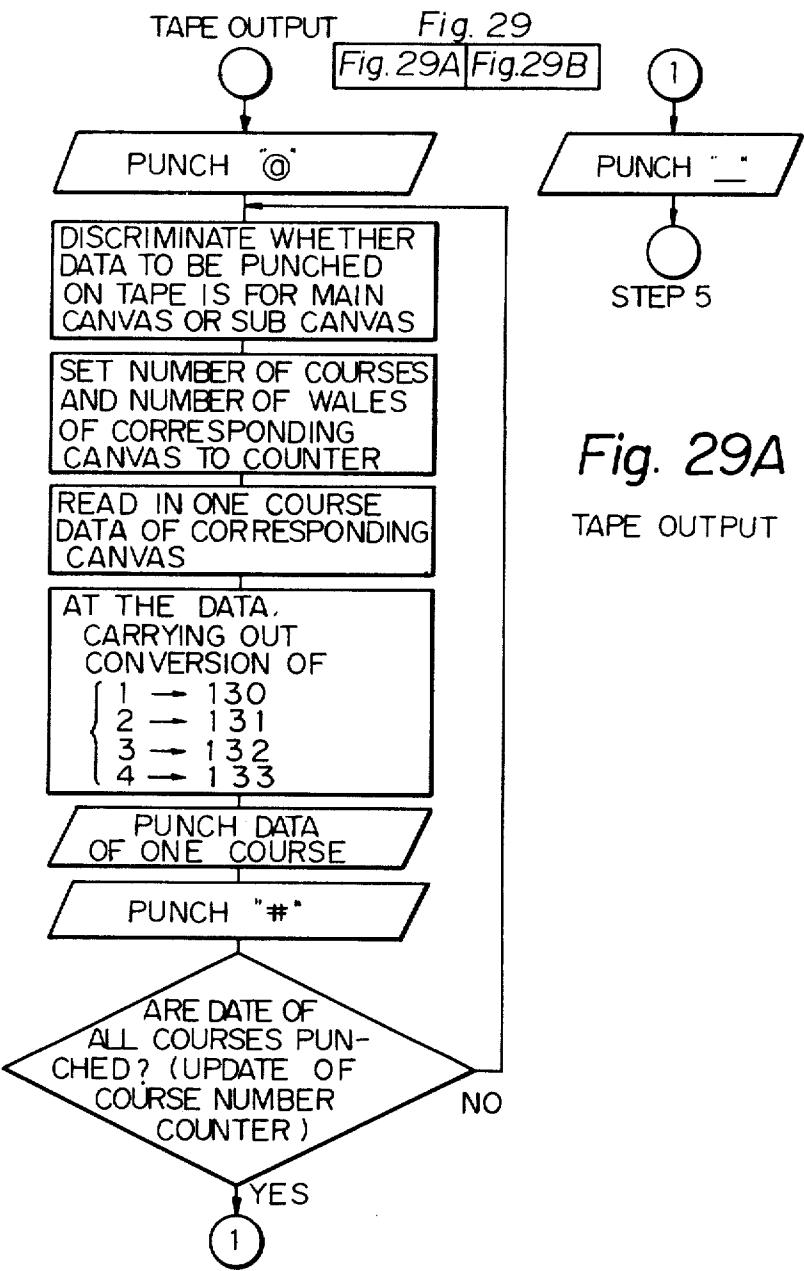 TAPE OUTPUT
Fig. 29
Fig. 29A Fig. 29B
PUNCH "@"
DISCRIMINATE WHETHER
DATA TO BE PUNCHED
ON TAPE IS FOR MAIN
CANVAS OR SUB CANVAS
SET NUMBER OF COURSES
AND NUMBER OF WALES
OF CORRESPONDING
CANVAS TO COUNTER
READ IN ONE COURSE
DATA OF CORRESPONDING
CANVAS
AT THE DATA,
CARRYING OUT
CONVERSION OF
1 → 130
2 → 131
3 → 132
4 → 133
PUNCH DATA
OF ONE COURSE
PUNCH "#"
ARE DATE OF
ALL COURSES PUN-
CHED? (UPDATE OF
COURSE NUMBER
COUNTER)
NO
YES
1
1
PUNCH "_"
STEP 5
Fig. 29A
TAPE OUTPUT